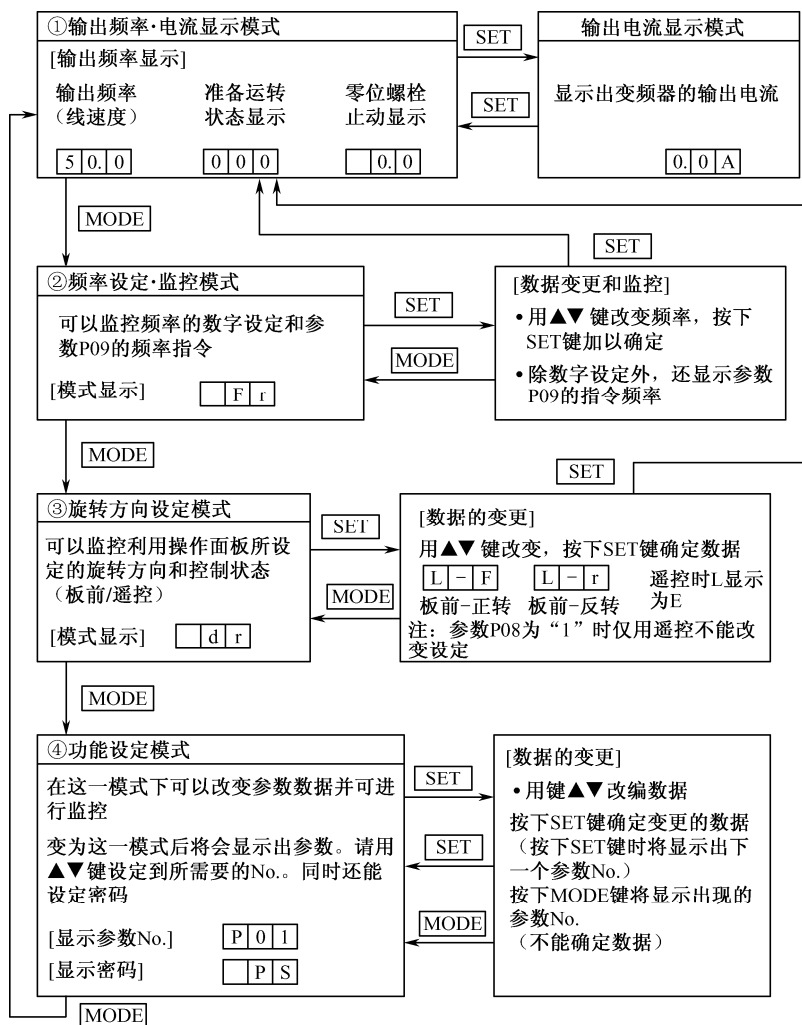 ①输出频率·电流显示模式
[输出频率显示]
输出频率
（线速度）
准备运转
状态显示
零位螺栓
止动显示
5 0. 0
0 0 0
0. 0
SET
SET
输出电流显示模式
显示出变频器的输出电流
0. 0 A
MODE
SET
②频率设定·监控模式
可以监控频率的数字设定和参
数P09的频率指令
[模式显示]
F r
SET
MODE
[数据变更和监控]
•用▲▼键改变频率，按下
SET键加以确定
•除数字设定外，还显示参数
P09的指令频率
MODE
SET
③旋转方向设定模式
可以监控利用操作面板所设
定的旋转方向和控制状态
（板前/遥控）
[模式显示]
d r
SET
MODE
[数据的变更]
用▲▼键改变，按下SET键确定数据
L － F
L － r
遥控时L显示
为E
板前−正转 板前−反转
注：参数P08为“1”时仅用遥控不能改
变设定
MODE
④功能设定模式
在这一模式下可以改变参数数据并可进
行监控
变为这一模式后将会显示出参数。请用
▲▼键设定到所需要的No.。同时还能
设定密码
[显示参数No.]
P 0 1
[显示密码]
P S
SET
SET
MODE
[数据的变更]
•用键▲▼改编数据
按下SET键确定变更的数据
（按下SET键时将显示出下
一个参数No.）
按下MODE键将显示出现的
参数No.
（不能确定数据）
MODE